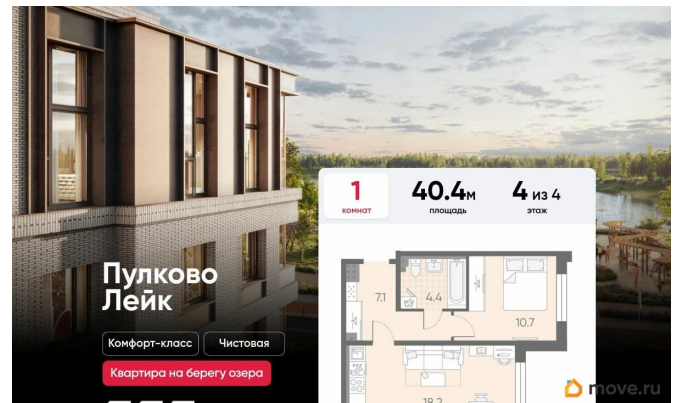 1
комнат
40.4м
площадь
4 из 4
этаж
Пулково
Лейк
Комфорт-класс
Чистовая
Квартира на берегу озера
7.1
4.4
10.7
18.2
move.ru